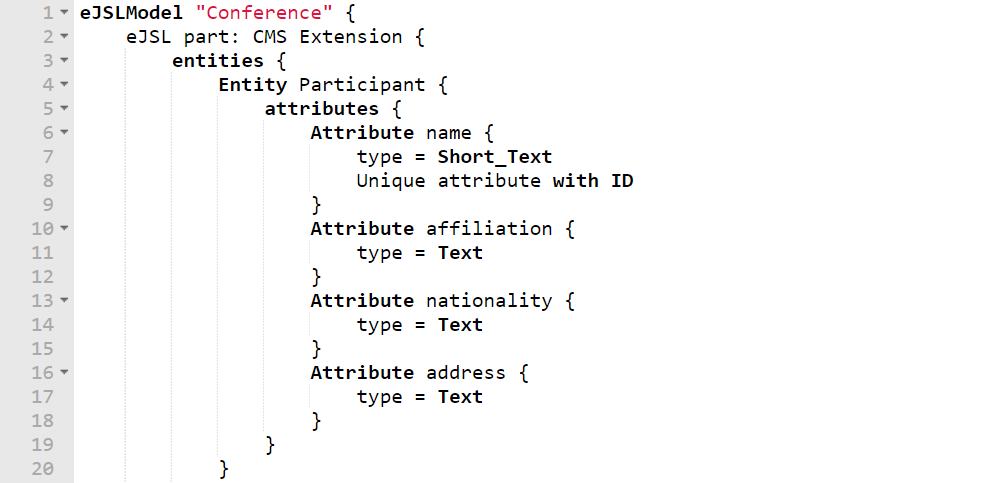 1 eJSLModel "Conference" {
2 eJSL part: CMS Extension {
3 entities {
4 Entity Participant {
5 attributes {
6 Attribute name {
7 type = Short_Text
8 Unique attribute with ID
9 }
10 Attribute affiliation {
11 type = Text
12 }
13 Attribute nationality {
14 type = Text
15 }
16 Attribute address {
17 type = Text
18 }
19 }
20 }